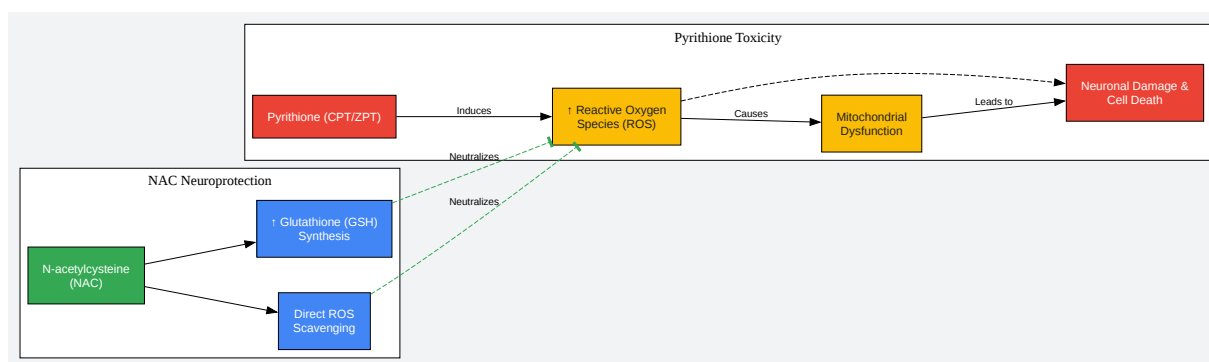 Pyrithione Toxicity
Pyrithione (CPT/ZPT)
Induces
↑ Reactive Oxygen
Species (ROS)
Causes
Mitochondrial
Dysfunction
Leads to
Neuronal Damage &
Cell Death
NAC Neuroprotection
N-acetylcysteine
(NAC)
↑ Glutathione (GSH)
Synthesis
Neutralizes
Direct ROS
Scavenging
Neutralizes